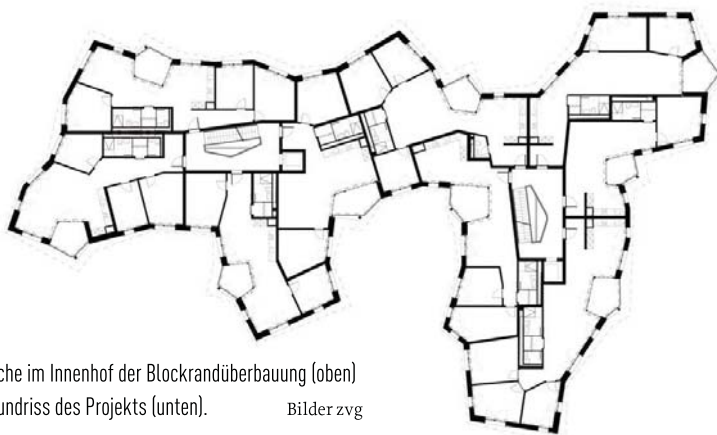 che im Innenhof der Blockrandüberbauung (oben)
undriss des Projekts (unten). Bilder zvg